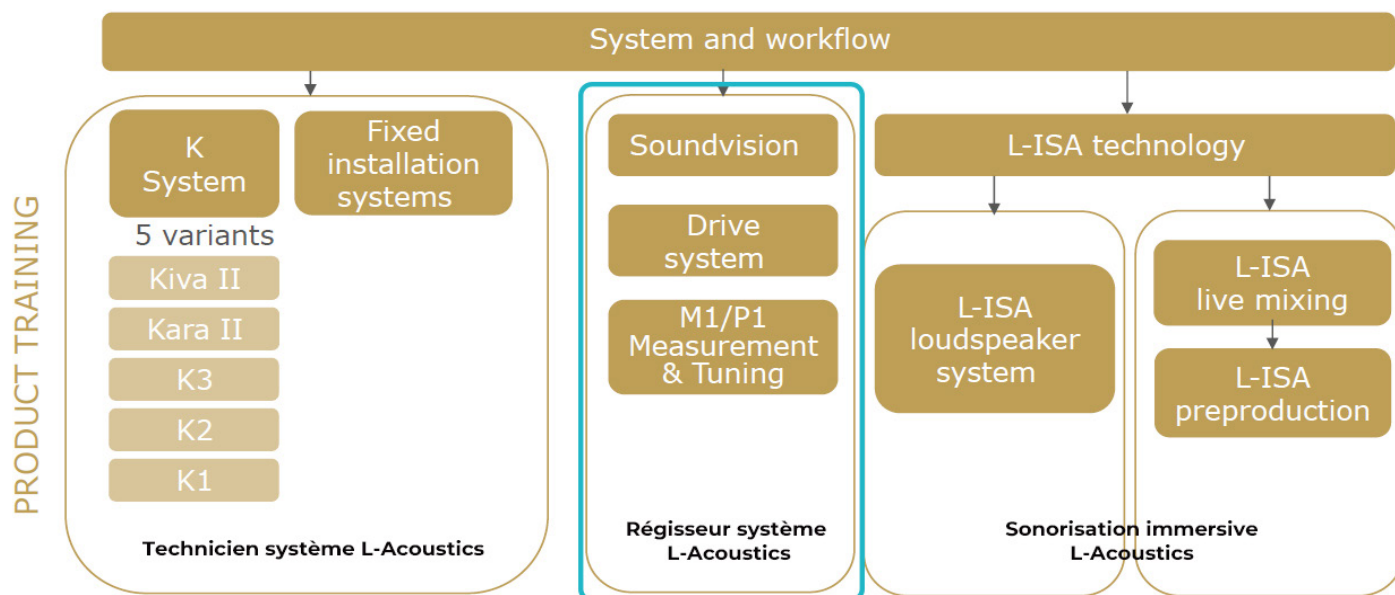 System and workflow
PRODUCT TRAINING
K
System
5 variants
Kiva II
Kara II
K3
K2
K1
Fixed
installation
systems
Technicien système L-Acoustics
Soundvision
Drive
system
M1/P1
Measurement
& Tuning
Régisseur système
L-Acoustics
L-ISA technology
L-ISA
loudspeaker
system
L-ISA
live mixing
L-ISA
preproduction
Sonorisation immersive
L-Acoustics